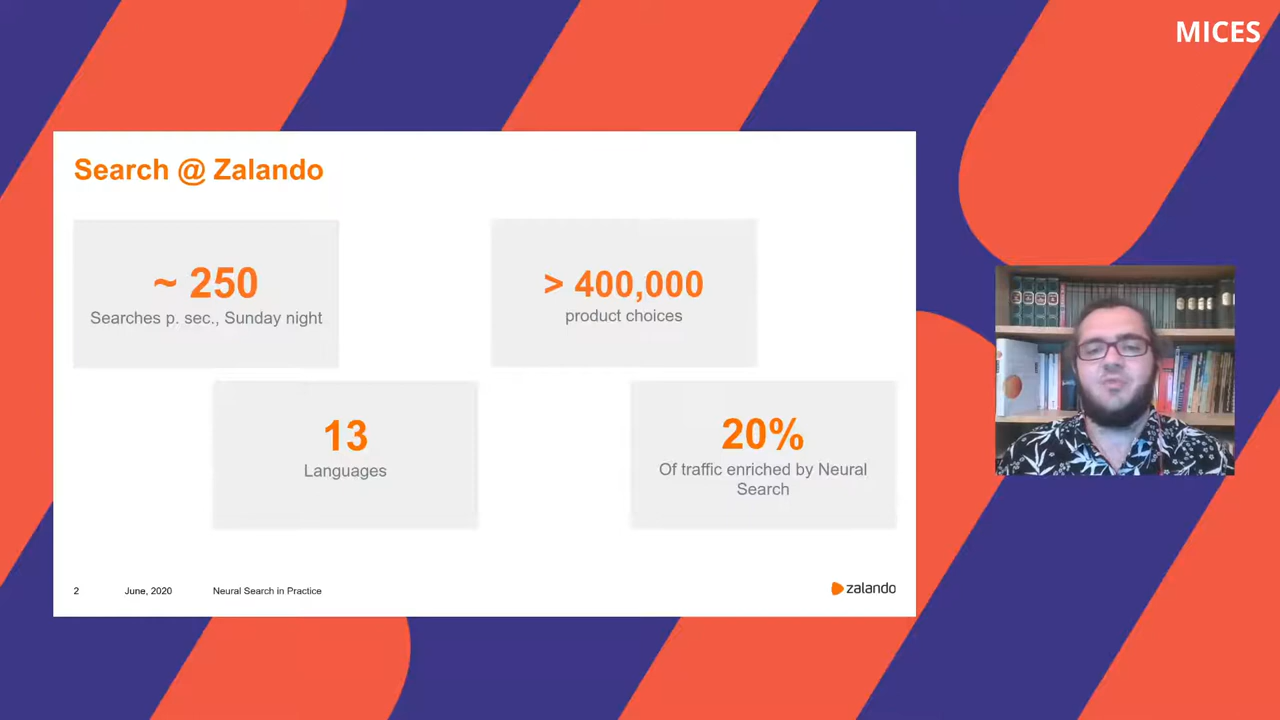 MICES
Search @ Zalando
~ 250
Searches p. sec., Sunday night
> 400,000
product choices
13
Languages
20%
Of traffic enriched by Neural
Search
2 June, 2020 Neural Search in Practice
zalando